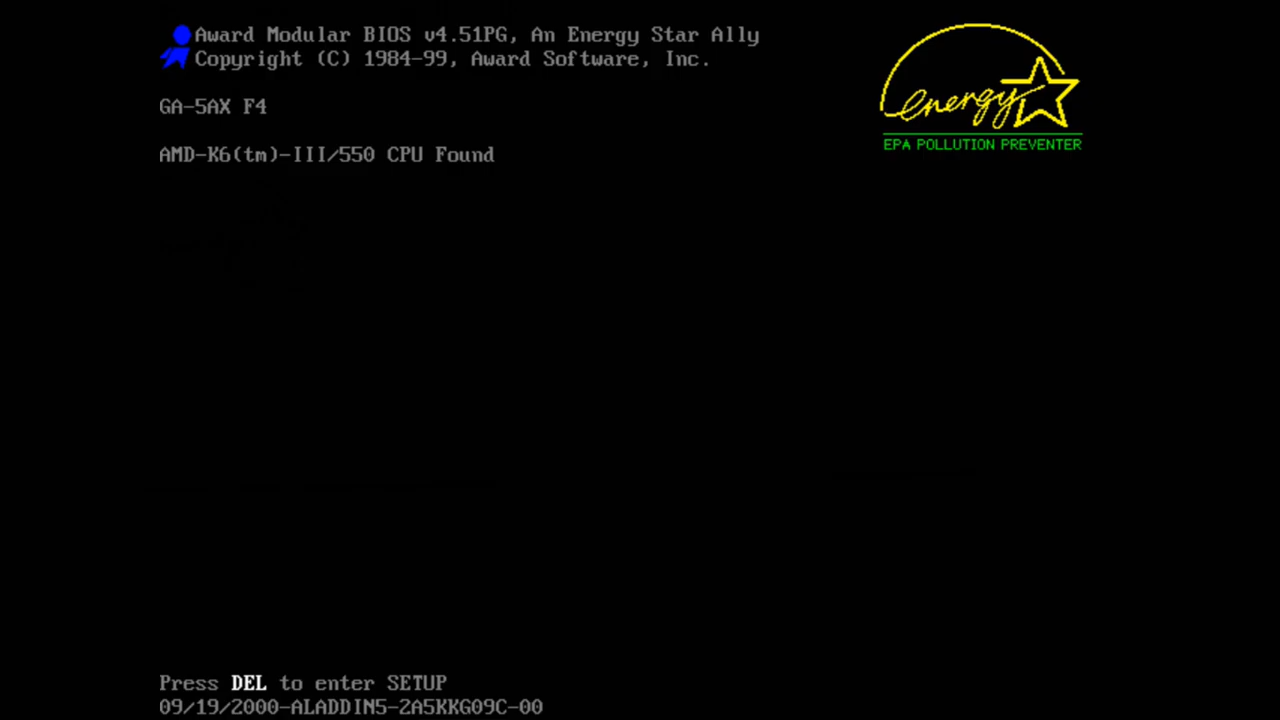 Award Modular BIOS v4.51PG, An Energy Star Ally
Copyright (C) 1984-99, Award Software, Inc.
energy
EPA POLLUTION PREVENTER
GA-5AX F4
AMD-K6(tm)-III/550 CPU Found
Press DEL to enter SETUP
09/19/2000-ALADDIN5-2A5KKG09C-00